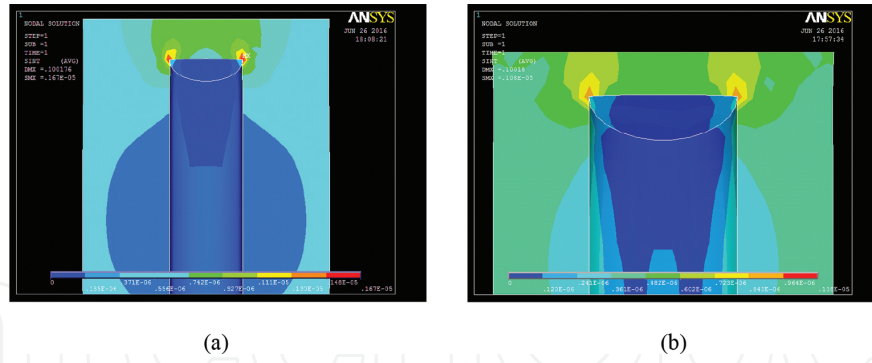 1
NODAL SOLUTION
STEP=1
SUB =1
TIME=1
SINT (AVG)
DMX =.100176
SMX =.167E-05
ANSYS
JUN 26 2016
18:08:21
0 .371E-06 .742E-06 .111E-05 .148E-05
.556E-06 .927E-06 .130E-05 .167E-05
(a)
1
NODAL SOLUTION
STEP=1
SUB =1
TIME=1
SINT (AVG)
DMX =.10018
SMX =.108E-05
ANSYS
JUN 26 2016
17:57:34
0 .241E-06 .482E-06 .723E-06 .964E-06
.120E-06 .361E-06 .602E-06 .843E-06
(b)